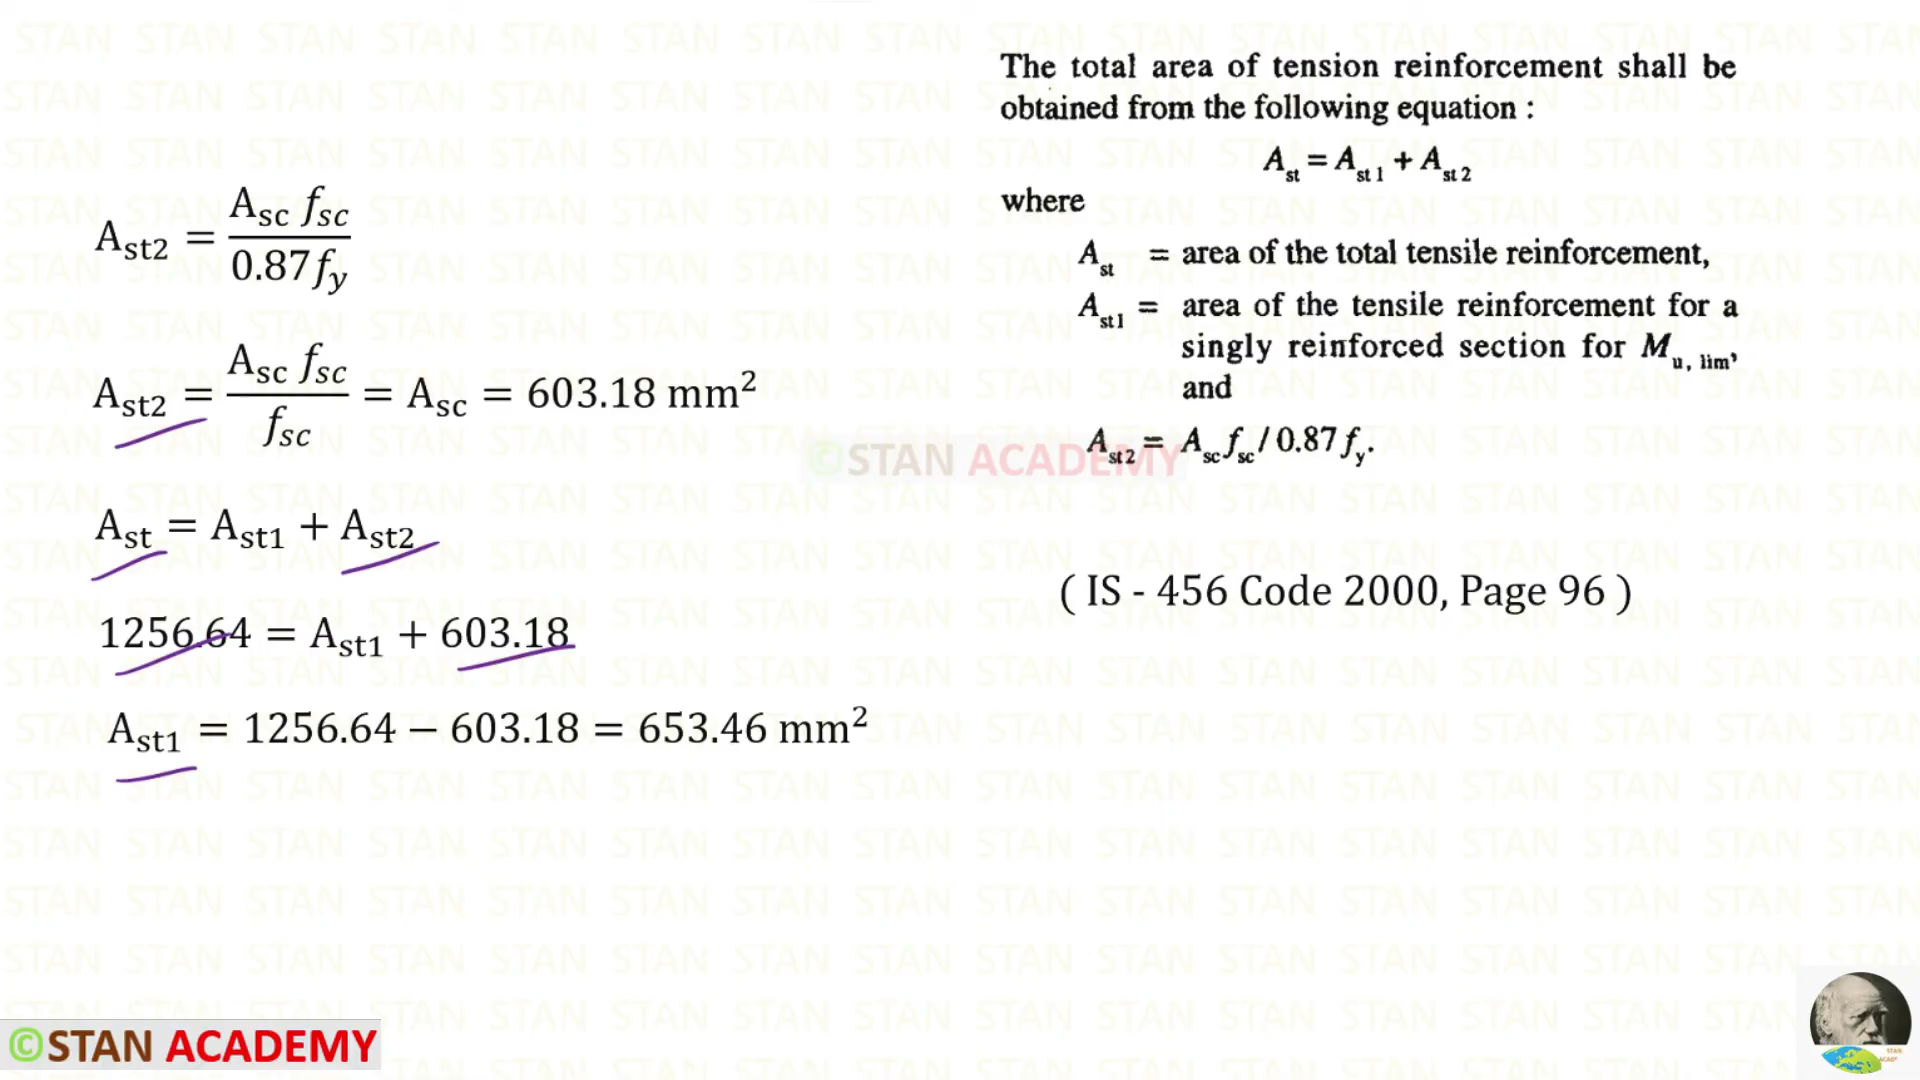 A_st2 = A_sc f_sc / 0.87f_y
A_st2 = A_sc f_sc / f_sc = A_sc = 603.18 mm²
A_st = A_st1 + A_st2
1256.64 = A_st1 + 603.18
A_st1 = 1256.64 − 603.18 = 653.46 mm²
The total area of tension reinforcement shall be
obtained from the following equation :
A_st = A_st 1 + A_st 2
where
A_st = area of the total tensile reinforcement,
A_st1 = area of the tensile reinforcement for a
singly reinforced section for M_u, lim,
and
A_st2 = A_sc f_sc / 0.87 f_y.
( IS - 456 Code 2000, Page 96 )
©STAN ACADEMY
©STAN ACADEMY